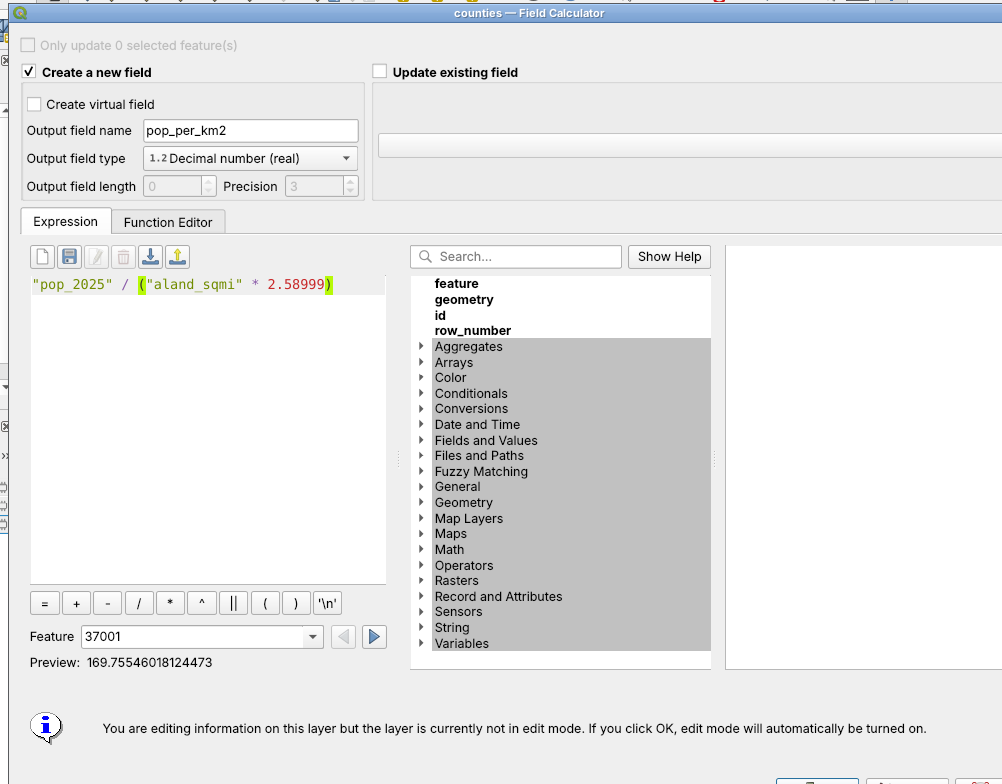 counties — Field Calculator
Only update 0 selected feature(s)
Create a new field
Update existing field
Create virtual field
Output field name pop_per_km2
Output field type 1.2 Decimal number (real)
Output field length 0 Precision 3
Expression Function Editor
Search... Show Help
"pop_2025" / ("aland_sqmi" * 2.58999)
feature
geometry
id
row_number
Aggregates
Arrays
Color
Conditionals
Conversions
Date and Time
Fields and Values
Files and Paths
Fuzzy Matching
General
Geometry
Map Layers
Maps
Math
Operators
Rasters
Record and Attributes
Sensors
String
Variables
= + - / * ^ || ( ) '\n'
Feature 37001
Preview: 169.75546018124473
You are editing information on this layer but the layer is currently not in edit mode. If you click OK, edit mode will automatically be turned on.